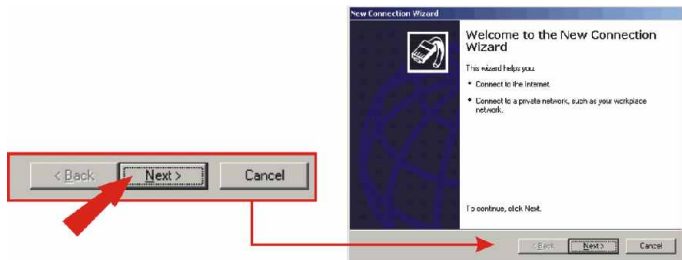 New Connection Wizard
Welcome to the New Connection
Wizard
This wizard helps you:
• Connect to the Internet.
• Connect to a private network, such as your workplace
network.
To continue, click Next.
< Back
Next >
Cancel
< Back
Next >
Cancel